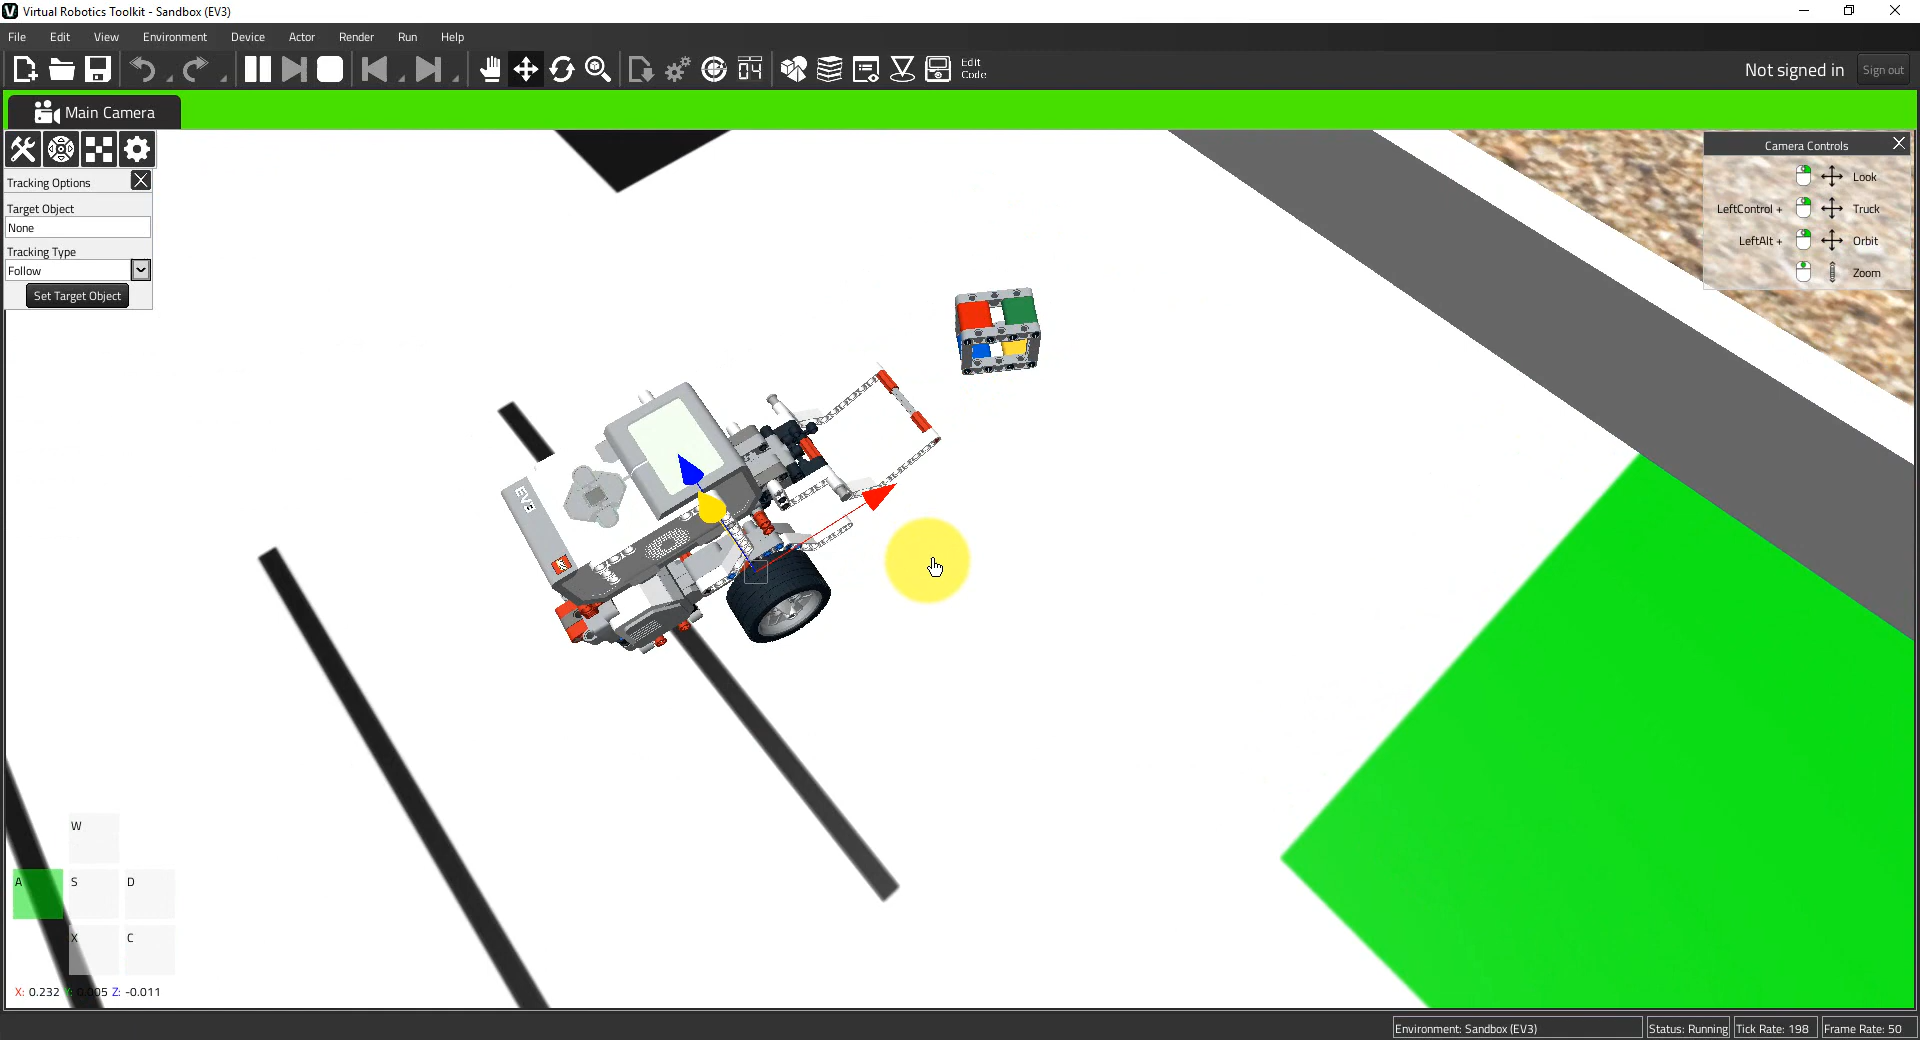 Virtual Robotics Toolkit - Sandbox (EV3)
File Edit View Environment Device Actor Render Run Help
Edit
Code
Not signed in
Sign out
Main Camera
Tracking Options
Target Object
None
Tracking Type
Follow
Set Target Object
Camera Controls
Look
LeftControl + Truck
LeftAlt + Orbit
Zoom
EV3
W
A S D
X C
X: 0.232 Y: 0.005 Z: -0.011
Environment: Sandbox (EV3) Status: Running Tick Rate: 198 Frame Rate: 50